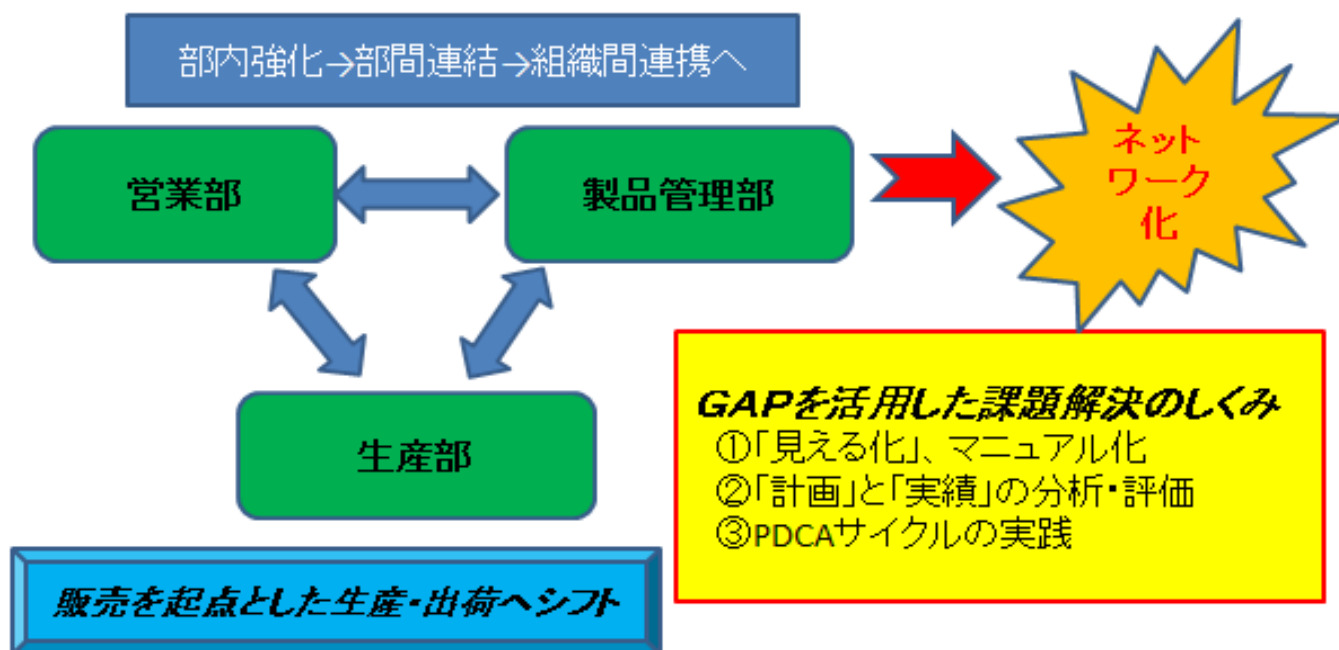 部内強化→部間連結→組織間連携へ
営業部
製品管理部
ネット
ワーク
化
生産部
GAPを活用した課題解決のしくみ
①「見える化」、マニュアル化
②「計画」と「実績」の分析・評価
③PDCAサイクルの実践
販売を起点とした生産・出荷へシフト